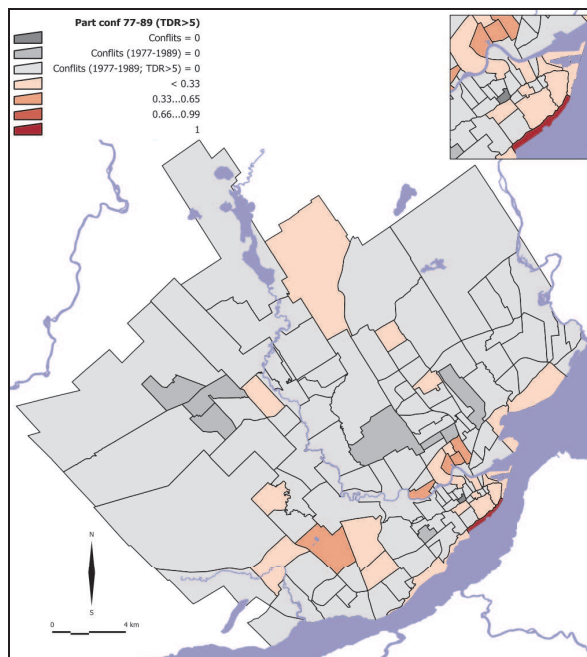 Part conf 77-89 (TDR>5)
Conflits = 0
Conflits (1977-1989) = 0
Conflits (1977-1989; TDR>5) = 0
< 0.33
0.33...0.65
0.66...0.99
1
N
S
0 4 km